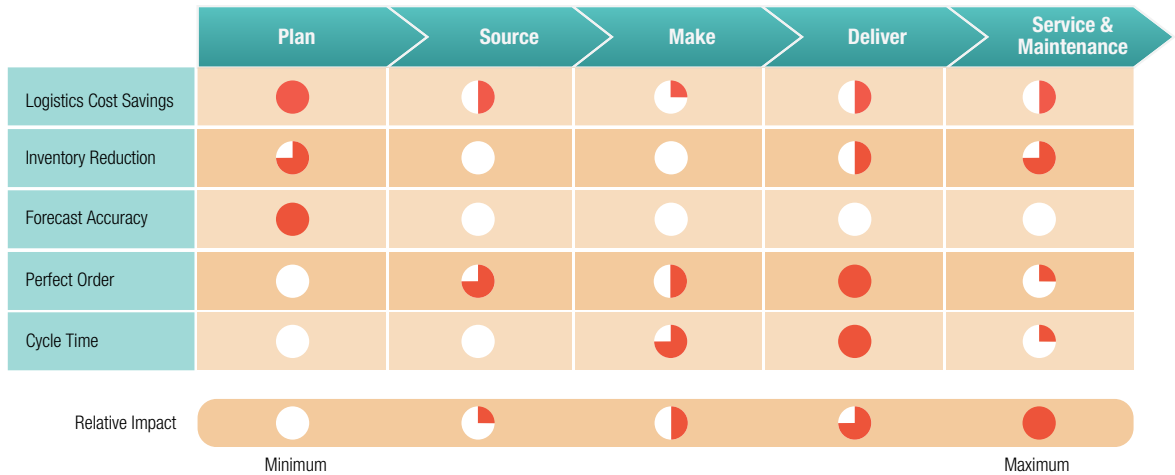 Plan
Source
Make
Deliver
Service &
Maintenance
Logistics Cost Savings
Inventory Reduction
Forecast Accuracy
Perfect Order
Cycle Time
Relative Impact
Minimum
Maximum